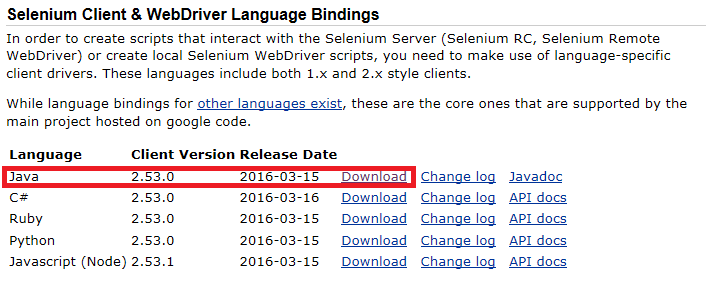 Selenium Client & WebDriver Language Bindings
In order to create scripts that interact with the Selenium Server (Selenium RC, Selenium Remote
WebDriver) or create local Selenium WebDriver scripts, you need to make use of language-specific
client drivers. These languages include both 1.x and 2.x style clients.
While language bindings for other languages exist, these are the core ones that are supported by the
main project hosted on google code.
Language Client Version Release Date
Java 2.53.0 2016-03-15 Download Change log Javadoc
C# 2.53.0 2016-03-16 Download Change log API docs
Ruby 2.53.0 2016-03-15 Download Change log API docs
Python 2.53.0 2016-03-15 Download Change log API docs
Javascript (Node) 2.53.1 2016-03-15 Download Change log API docs